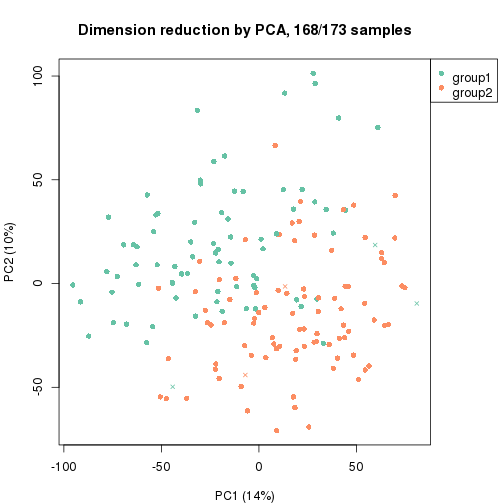 Dimension reduction by PCA, 168/173 samples
group1
group2
100
50
0
-50
PC2 (10%)
-100
-50
0
50
PC1 (14%)